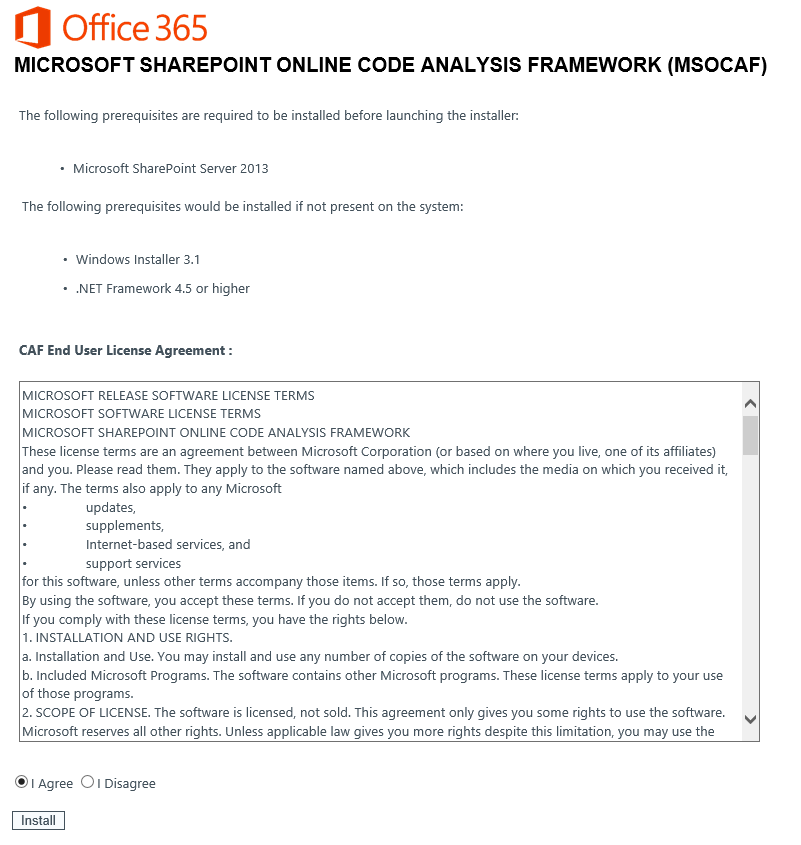 Office 365
MICROSOFT SHAREPOINT ONLINE CODE ANALYSIS FRAMEWORK (MSOCAF)
The following prerequisites are required to be installed before launching the installer:
• Microsoft SharePoint Server 2013
The following prerequisites would be installed if not present on the system:
• Windows Installer 3.1
• .NET Framework 4.5 or higher
CAF End User License Agreement :
MICROSOFT RELEASE SOFTWARE LICENSE TERMS
MICROSOFT SOFTWARE LICENSE TERMS
MICROSOFT SHAREPOINT ONLINE CODE ANALYSIS FRAMEWORK
These license terms are an agreement between Microsoft Corporation (or based on where you live, one of its affiliates)
and you. Please read them. They apply to the software named above, which includes the media on which you received it,
if any. The terms also apply to any Microsoft
• updates,
• supplements,
• Internet-based services, and
• support services
for this software, unless other terms accompany those items. If so, those terms apply.
By using the software, you accept these terms. If you do not accept them, do not use the software.
If you comply with these license terms, you have the rights below.
1. INSTALLATION AND USE RIGHTS.
a. Installation and Use. You may install and use any number of copies of the software on your devices.
b. Included Microsoft Programs. The software contains other Microsoft programs. These license terms apply to your use
of those programs.
2. SCOPE OF LICENSE. The software is licensed, not sold. This agreement only gives you some rights to use the software.
Microsoft reserves all other rights. Unless applicable law gives you more rights despite this limitation, you may use the
I Agree I Disagree
Install